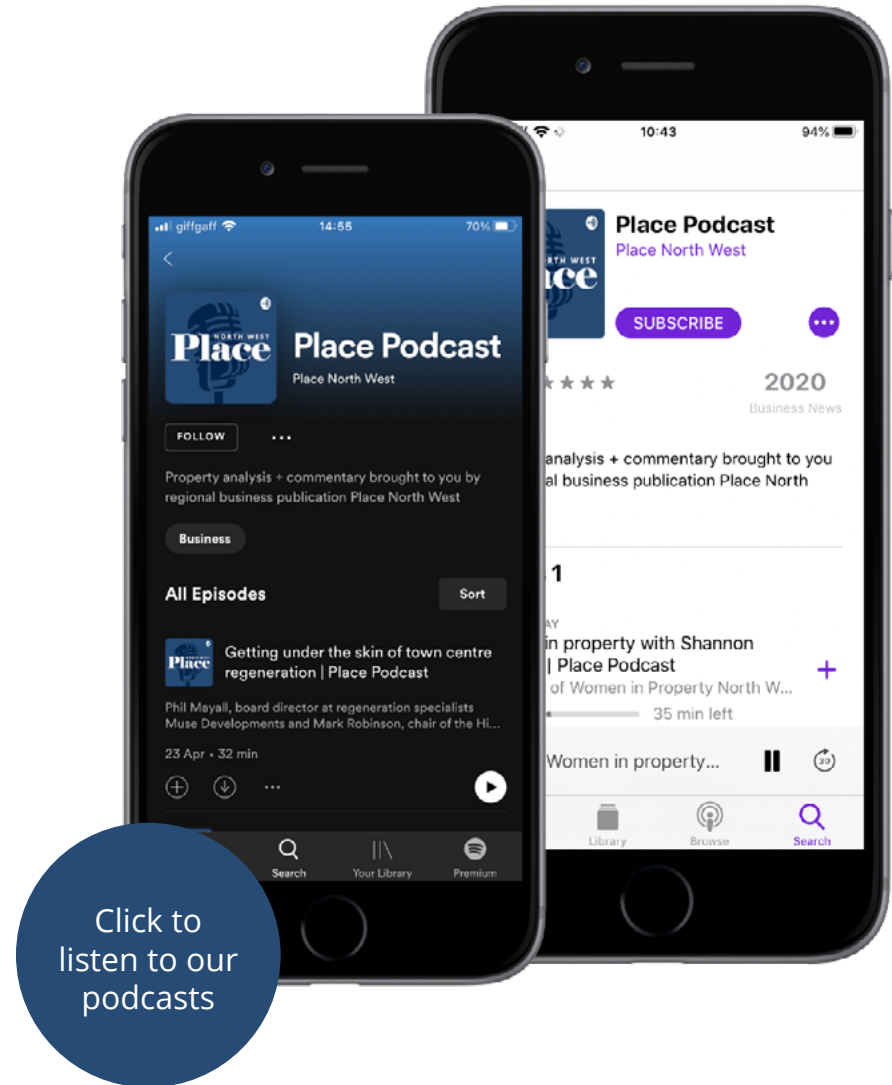 giffgaff
14:55
70%
NORTH WEST
Place
Place Podcast
Place North West
FOLLOW
Property analysis + commentary brought to you by
regional business publication Place North West
Business
All Episodes
Sort
Place
Getting under the skin of town centre
regeneration | Place Podcast
Phil Mayall, board director at regeneration specialists
Muse Developments and Mark Robinson, chair of the Hi...
23 Apr • 32 min
Search
Your Library
Premium
10:43
94%
WEST
Place Podcast
Place North West
SUBSCRIBE
2020
Business News
analysis + commentary brought to you
al business publication Place North
1
in property with Shannon
| Place Podcast
of Women in Property North W...
35 min left
Women in property...
30
Library
Browse
Search
Click to
listen to our
podcasts